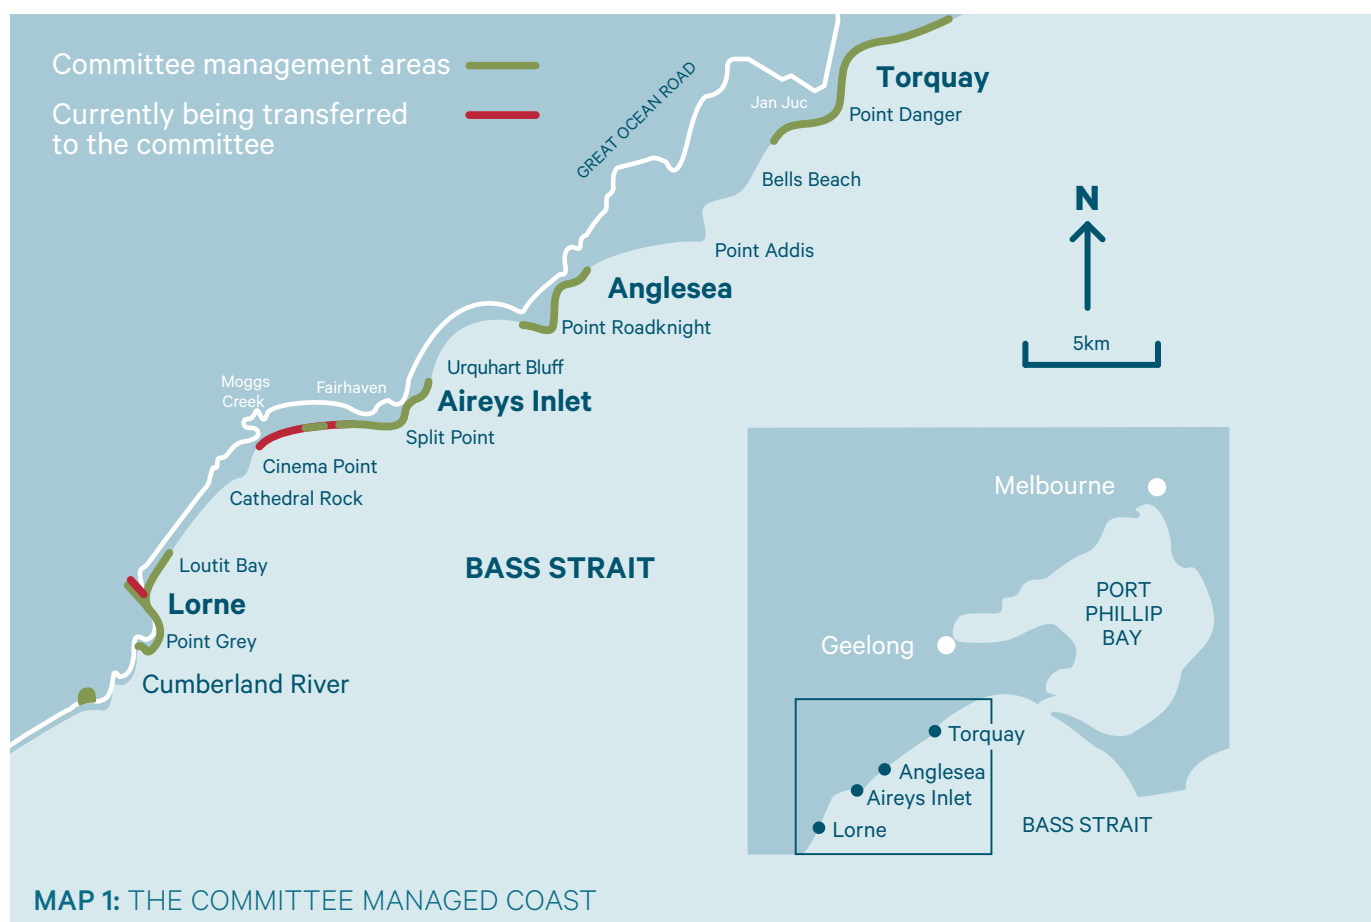 Committee management areas
Currently being transferred
to the committee
GREAT OCEAN ROAD
Jan Juc
Torquay
Point Danger
Bells Beach
Point Addis
N
5km
Anglesea
Point Roadknight
Urquhart Bluff
Moggs
Creek
Fairhaven
Aireys Inlet
Split Point
Cinema Point
Cathedral Rock
BASS STRAIT
Loutit Bay
Lorne
Point Grey
Cumberland River
Melbourne
PORT
PHILLIP
BAY
Geelong
Torquay
Anglesea
Aireys Inlet
Lorne
BASS STRAIT
MAP 1: THE COMMITTEE MANAGED COAST